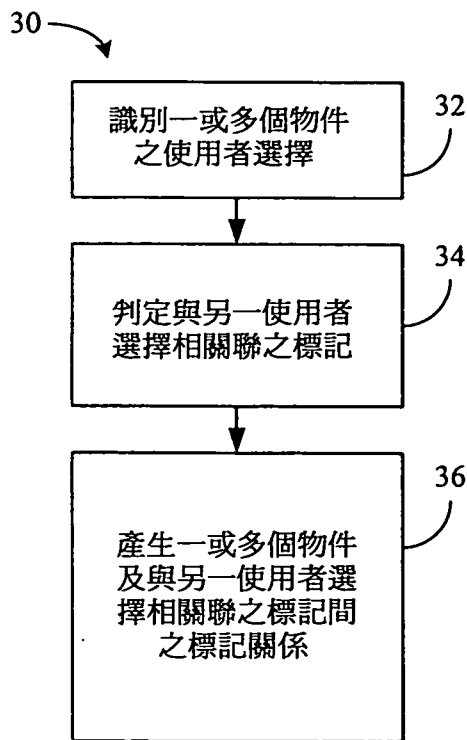 30
識別一或多個物件
之使用者選擇
32
34
判定與另一使用者
選擇相關聯之標記
36
產生一或多個物件
及與另一使用者選
擇相關聯之標記間
之標記關係